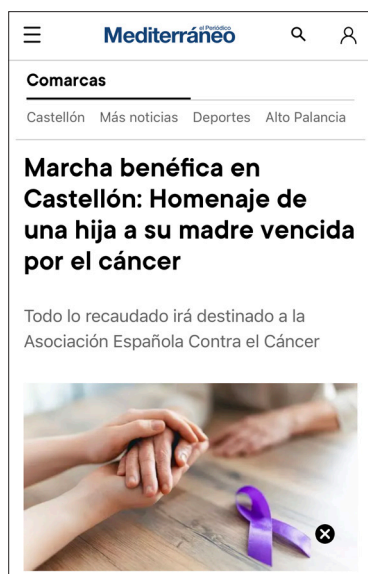 el Periódico
Mediterráneo
Comarcas
Castellón Más noticias Deportes Alto Palancia
Marcha benéfica en
Castellón: Homenaje de
una hija a su madre vencida
por el cáncer
Todo lo recaudado irá destinado a la
Asociación Española Contra el Cáncer